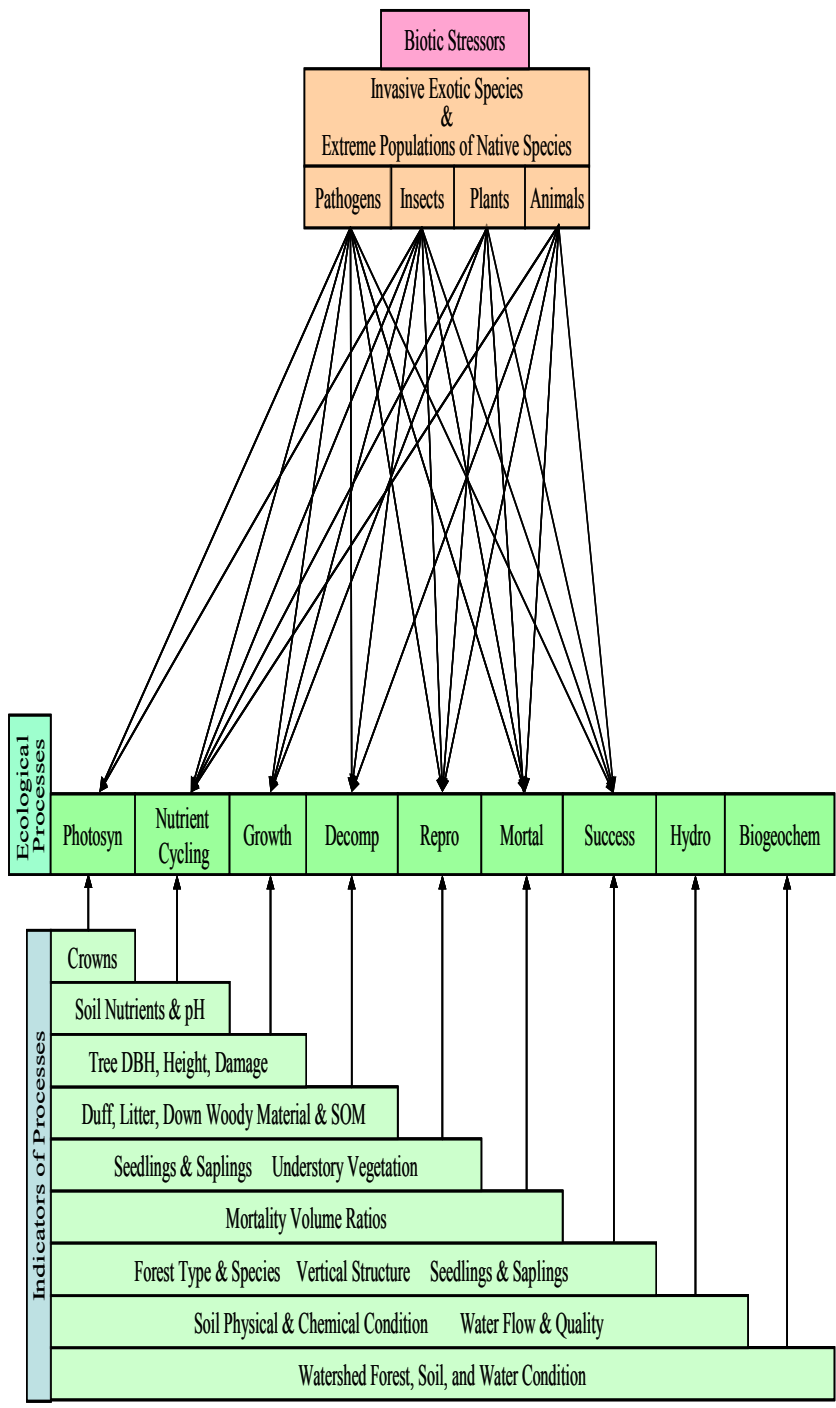 Biotic Stressors
Invasive Exotic Species
&
Extreme Populations of Native Species
Pathogens Insects Plants Animals
Ecological
Processes
Photosyn Nutrient Cycling Growth Decomp Repro Mortal Success Hydro Biogeochem
Indicators of Processes
Crowns
Soil Nutrients & pH
Tree DBH, Height, Damage
Duff, Litter, Down Woody Material & SOM
Seedlings & Saplings Understory Vegetation
Mortality Volume Ratios
Forest Type & Species Vertical Structure Seedlings & Saplings
Soil Physical & Chemical Condition Water Flow & Quality
Watershed Forest, Soil, and Water Condition